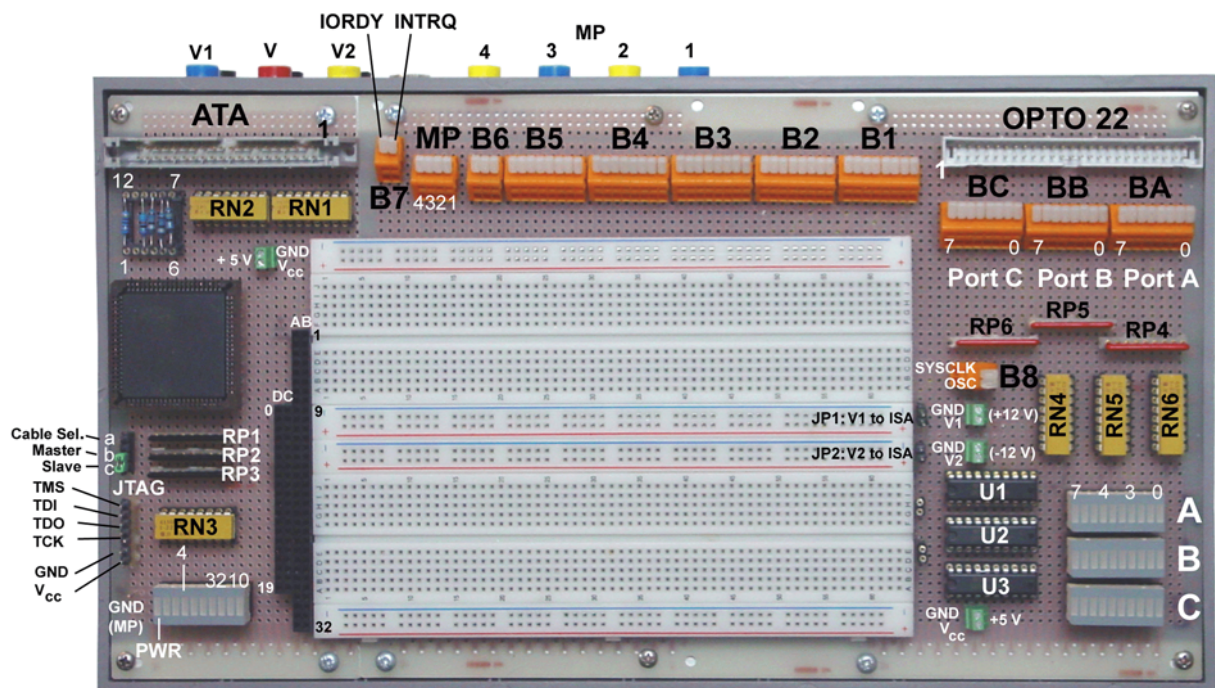 IORDY INTRQ
MP
V1 V V2 4 3 2 1
ATA
1
OPTO 22
1
MP B6 B5 B4 B3 B2 B1
B7
4321
BC BB BA
7 0 7 0 7 0
Port C Port B Port A
12 7
RN2 RN1
1 6
+ 5 V GND
Vcc
AB
1
DC
0 9
RP5
RP6 RP4
SYSCLK
OSC
B8
RN4 RN5 RN6
JP1: V1 to ISA
GND
V1 (+12 V)
JP2: V2 to ISA
GND
V2 (-12 V)
Cable Sel. a
Master b
Slave c
RP1
RP2
RP3
JTAG
TMS
TDI
TDO
TCK
GND
Vcc
RN3
4
3210
19
32
GND
(MP)
PWR
U1
U2
U3
GND
Vcc +5 V
7 4 3 0
A
B
C